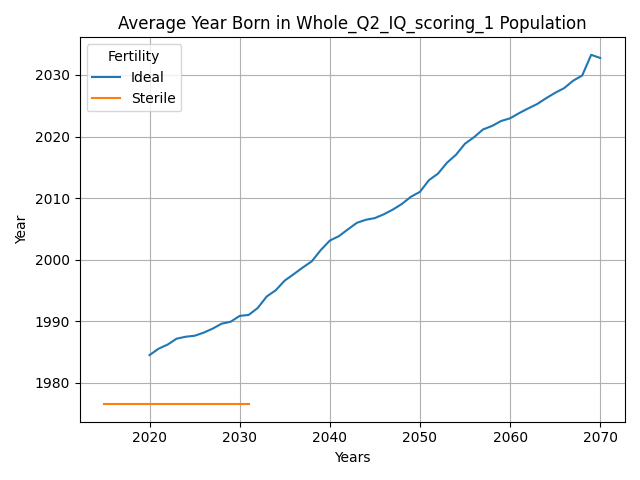 Average Year Born in Whole_Q2_IQ_scoring_1 Population
Fertility
Ideal
Sterile
Year
2030
2020
2010
2000
1990
1980
2020 2030 2040 2050 2060 2070
Years